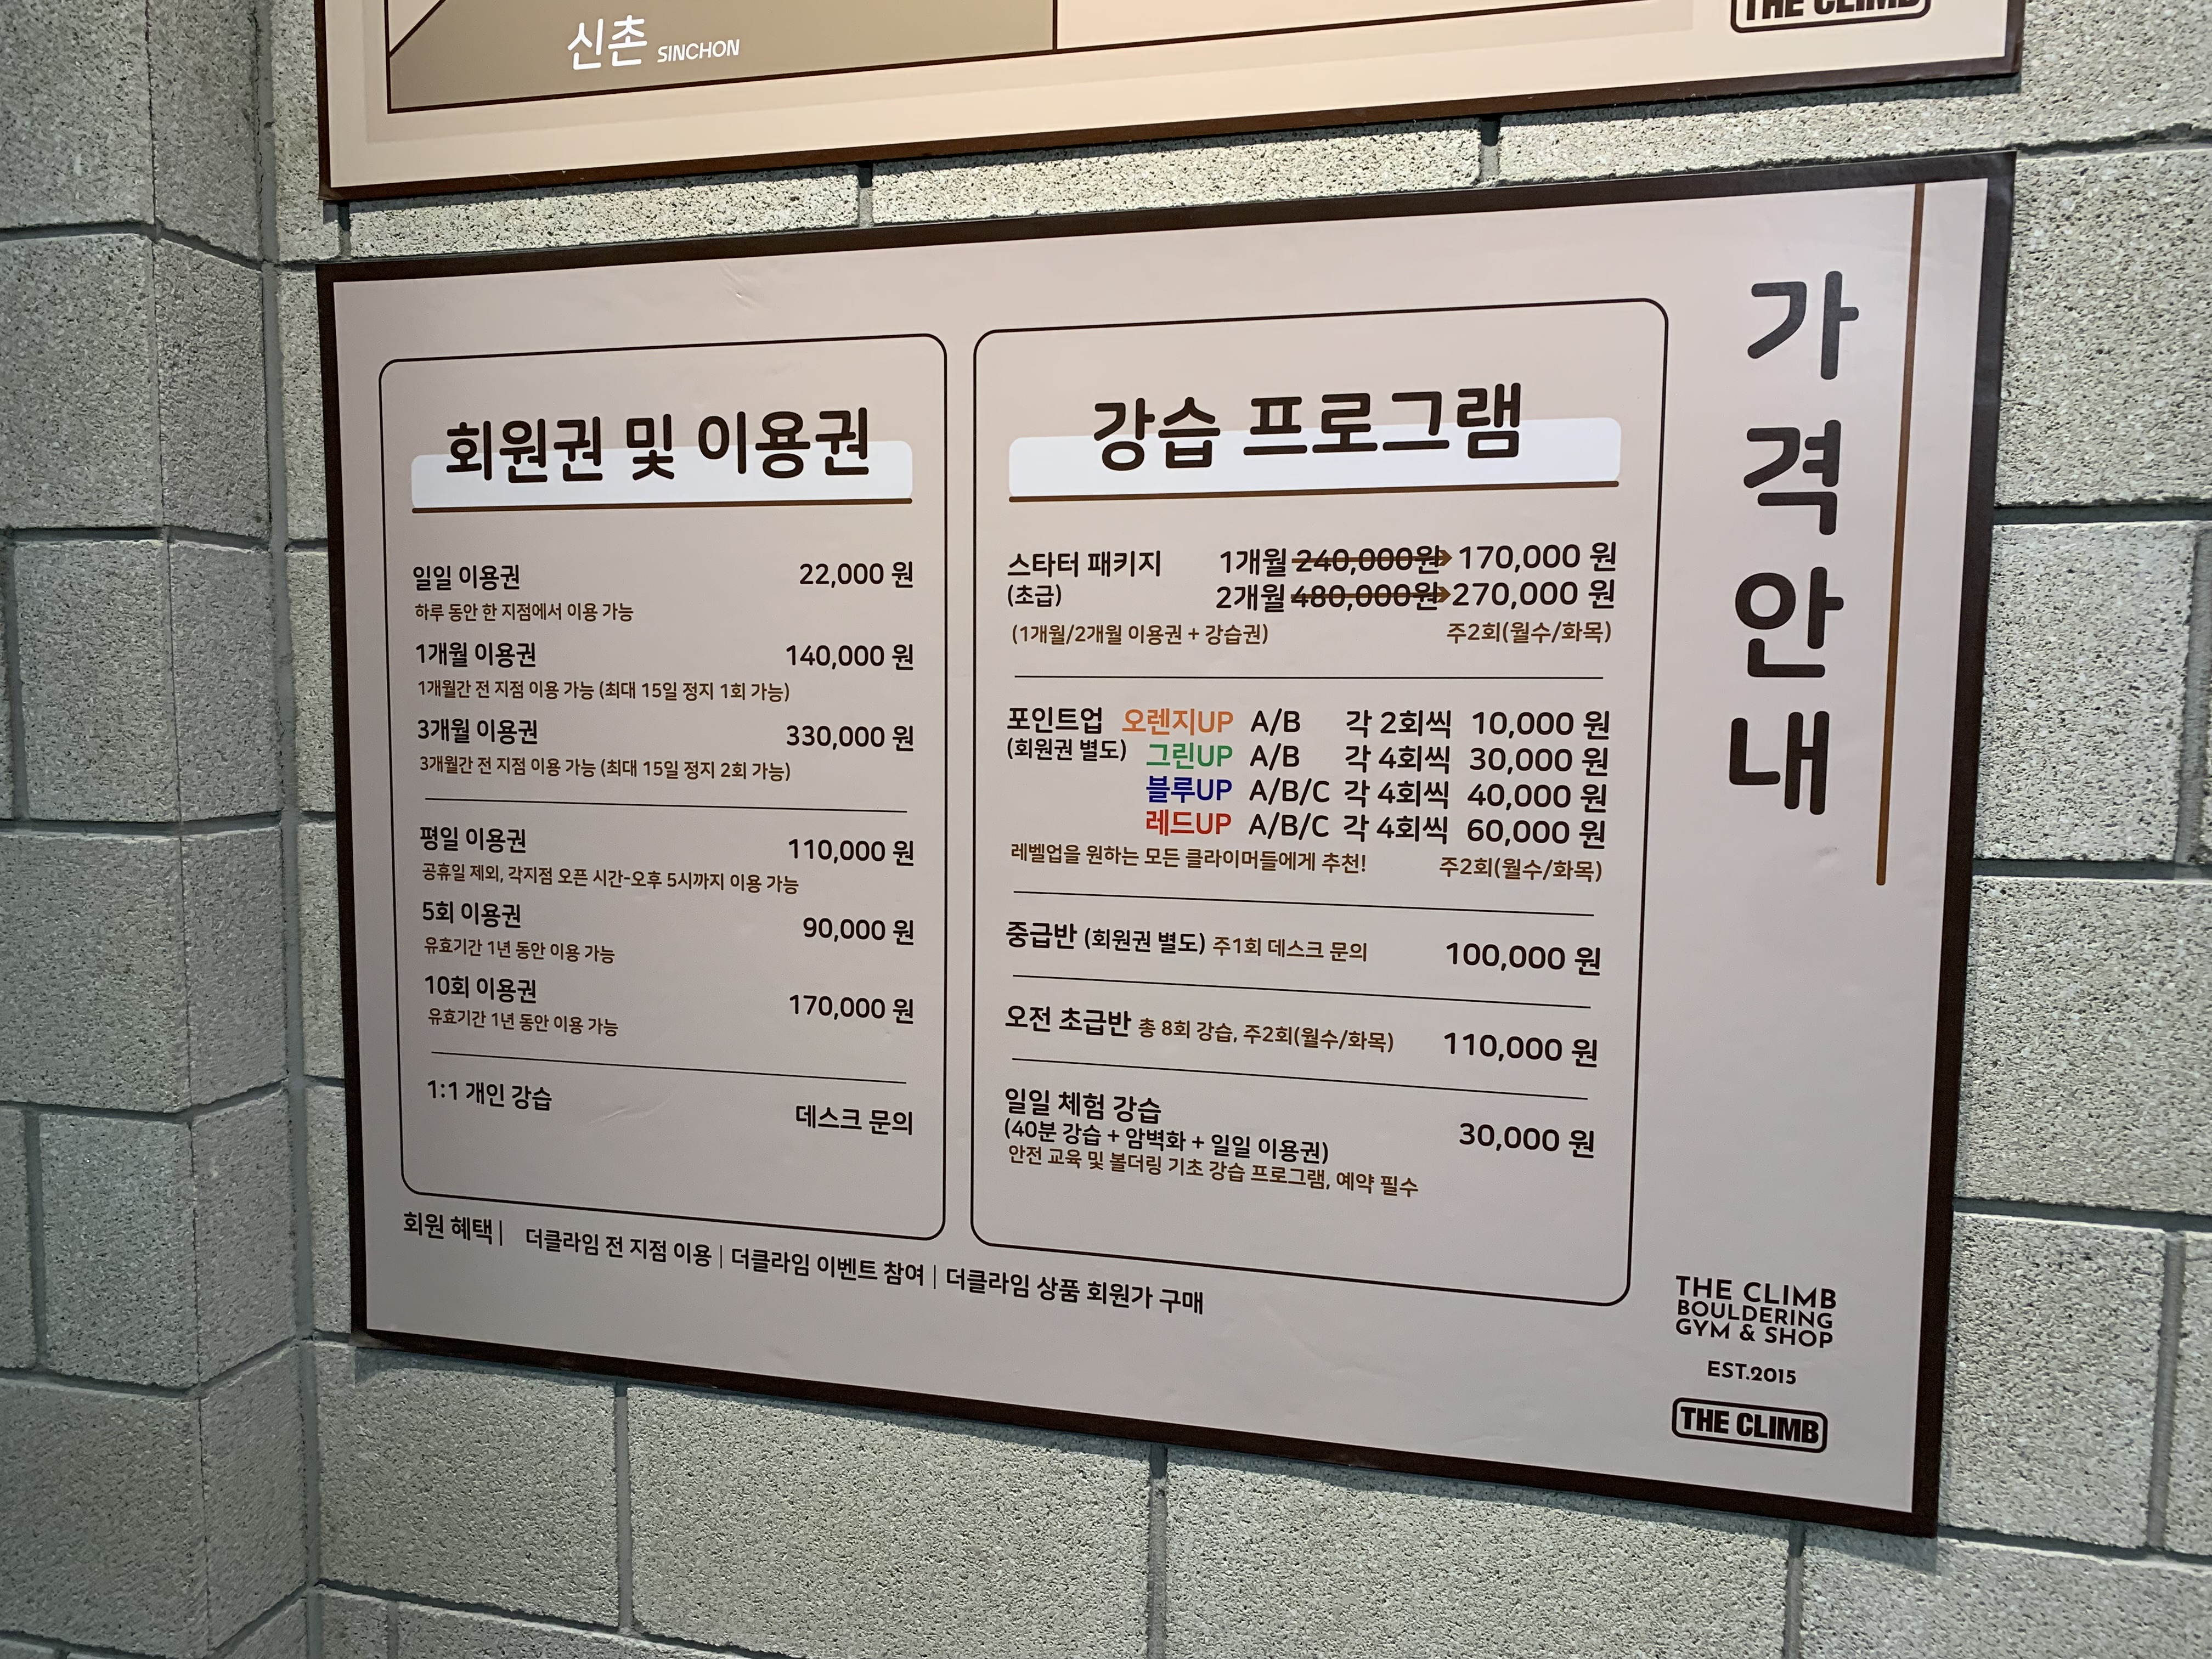 신촌 SINCHON
THE CLIMB
가격안내
회원권 및 이용권
일일 이용권 22,000 원
하루 동안 한 지점에서 이용 가능
1개월 이용권 140,000 원
1개월간 전 지점 이용 가능 (최대 15일 정지 1회 가능)
3개월 이용권 330,000 원
3개월간 전 지점 이용 가능 (최대 15일 정지 2회 가능)
평일 이용권 110,000 원
공휴일 제외, 각지점 오픈 시간-오후 5시까지 이용 가능
5회 이용권 90,000 원
유효기간 1년 동안 이용 가능
10회 이용권 170,000 원
유효기간 1년 동안 이용 가능
1:1 개인 강습 데스크 문의
강습 프로그램
스타터 패키지 1개월 240,000원 170,000 원
(초급) 2개월 480,000원 270,000 원
(1개월/2개월 이용권 + 강습권) 주2회(월수/화목)
포인트업 오렌지UP A/B 각 2회씩 10,000 원
(회원권 별도) 그린UP A/B 각 4회씩 30,000 원
블루UP A/B/C 각 4회씩 40,000 원
레드UP A/B/C 각 4회씩 60,000 원
레벨업을 원하는 모든 클라이머들에게 추천! 주2회(월수/화목)
중급반 (회원권 별도) 주1회 데스크 문의 100,000 원
오전 초급반 총 8회 강습, 주2회(월수/화목) 110,000 원
일일 체험 강습
(40분 강습 + 암벽화 + 일일 이용권) 30,000 원
안전 교육 및 볼더링 기초 강습 프로그램, 예약 필수
회원 혜택| 더클라임 전 지점 이용 | 더클라임 이벤트 참여 | 더클라임 상품 회원가 구매
THE CLIMB
BOULDERING
GYM & SHOP
EST.2015
THE CLIMB